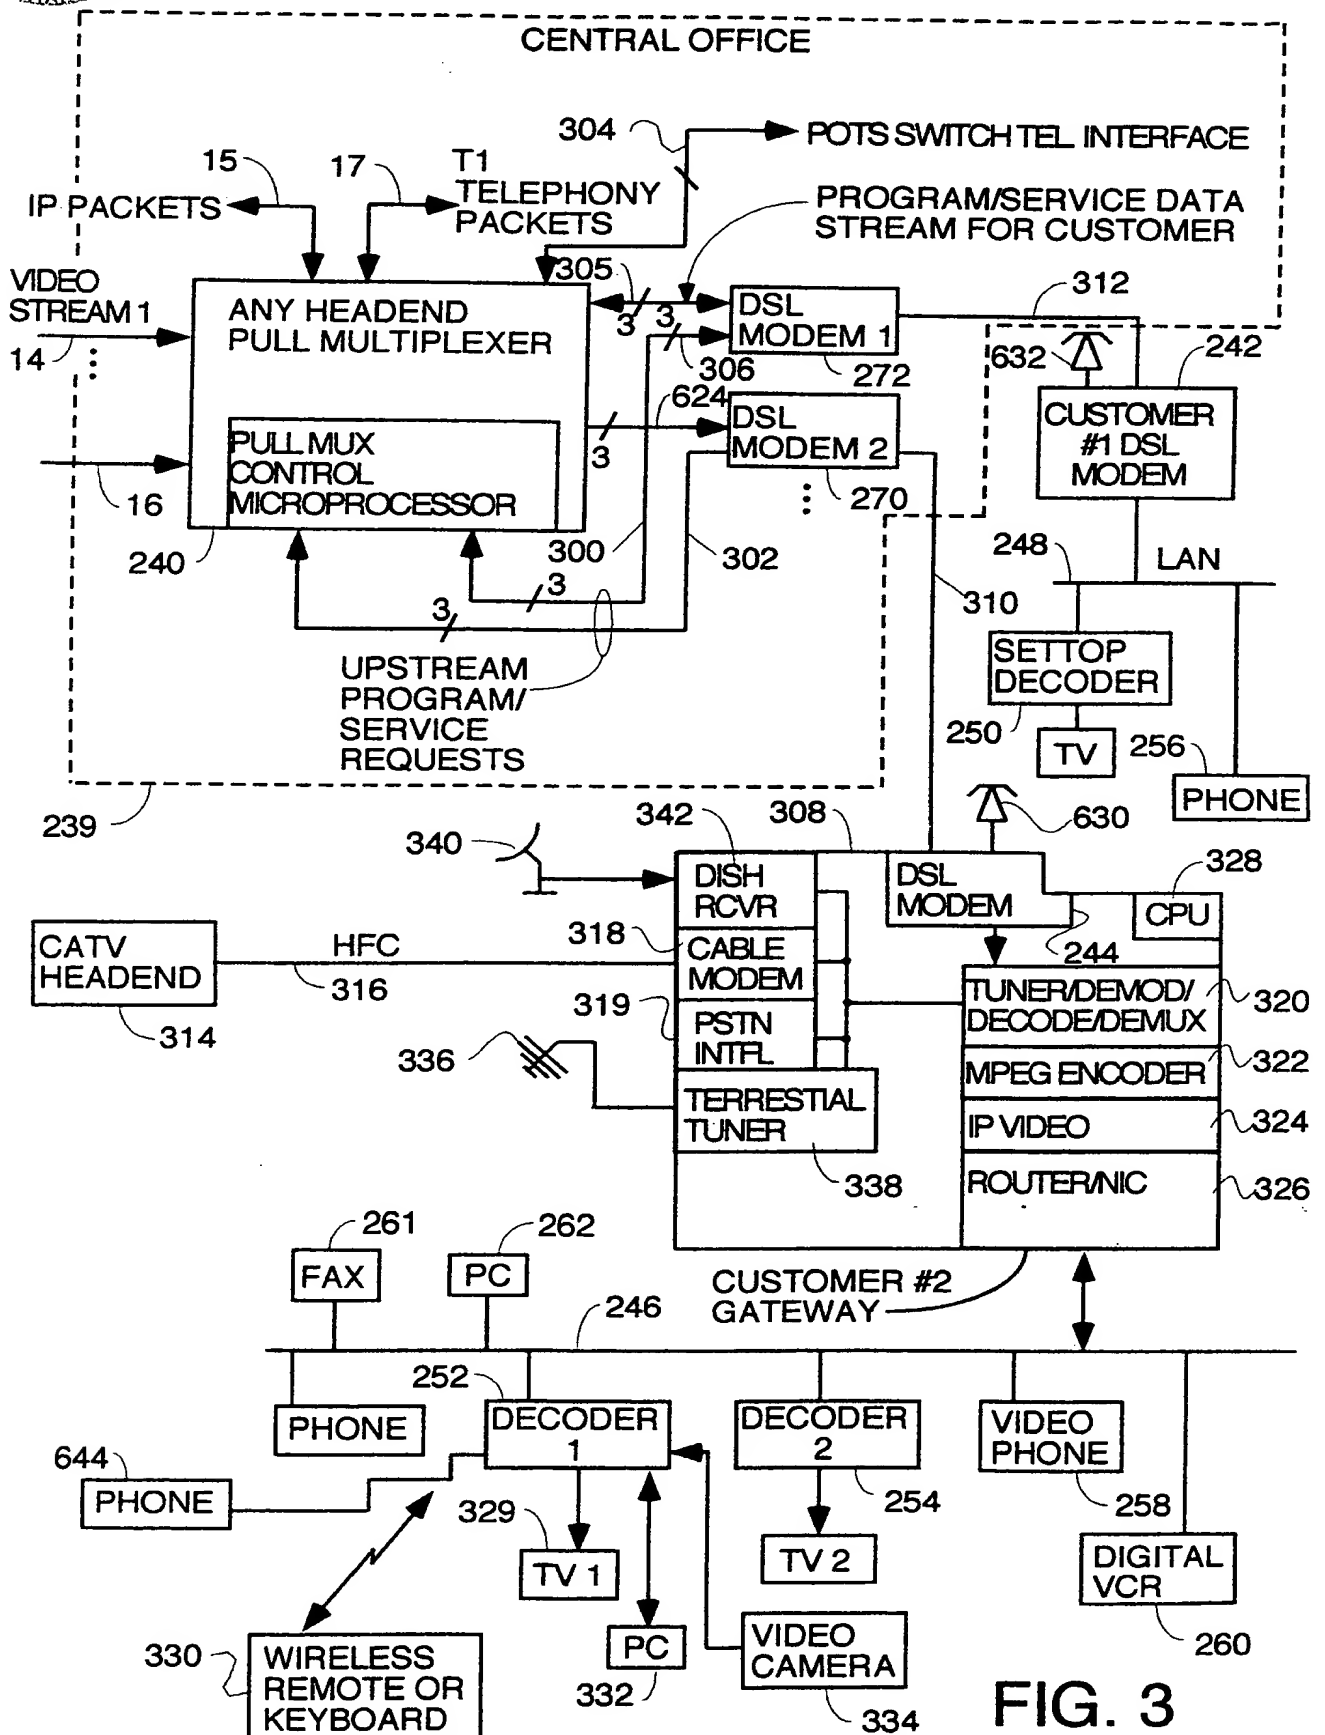 CENTRAL OFFICE
304
POTS SWITCH TEL INTERFACE
15
17
T1
TELEPHONY
PACKETS
IP PACKETS
PROGRAM/SERVICE DATA
STREAM FOR CUSTOMER
VIDEO
STREAM 1
14
16
ANY HEADEND
PULL MULTIPLEXER
305
3
3
306
DSL
MODEM 1
272
312
632
242
CUSTOMER
#1 DSL
MODEM
624
3
DSL
MODEM 2
270
PULL MUX
CONTROL
MICROPROCESSOR
240
300
302
3
3
310
248
LAN
UPSTREAM
PROGRAM/
SERVICE
REQUESTS
SETTOP
DECODER
250
TV
256
PHONE
239
340
342
308
630
328
DISH
RCVR
DSL
MODEM
CPU
244
CATV
HEADEND
314
HFC
316
318
CABLE
MODEM
319
PSTN
INTFL
336
TERRESTIAL
TUNER
338
TUNER/DEMOD/
DECODE/DEMUX
320
MPEG ENCODER
322
IP VIDEO
324
ROUTER/NIC
326
261
FAX
262
PC
CUSTOMER #2
GATEWAY
246
252
PHONE
DECODER
1
DECODER
2
254
VIDEO
PHONE
258
644
PHONE
329
TV 1
TV 2
DIGITAL
VCR
260
330
WIRELESS
REMOTE OR
KEYBOARD
PC
332
VIDEO
CAMERA
334
FIG. 3